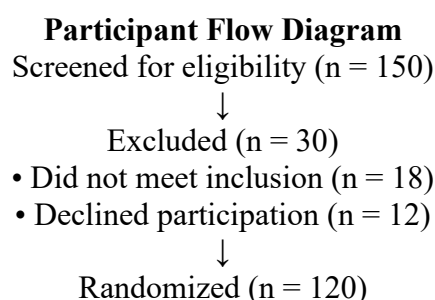 Participant Flow Diagram
Screened for eligibility (n = 150)
↓
Excluded (n = 30)
• Did not meet inclusion (n = 18)
• Declined participation (n = 12)
↓
Randomized (n = 120)